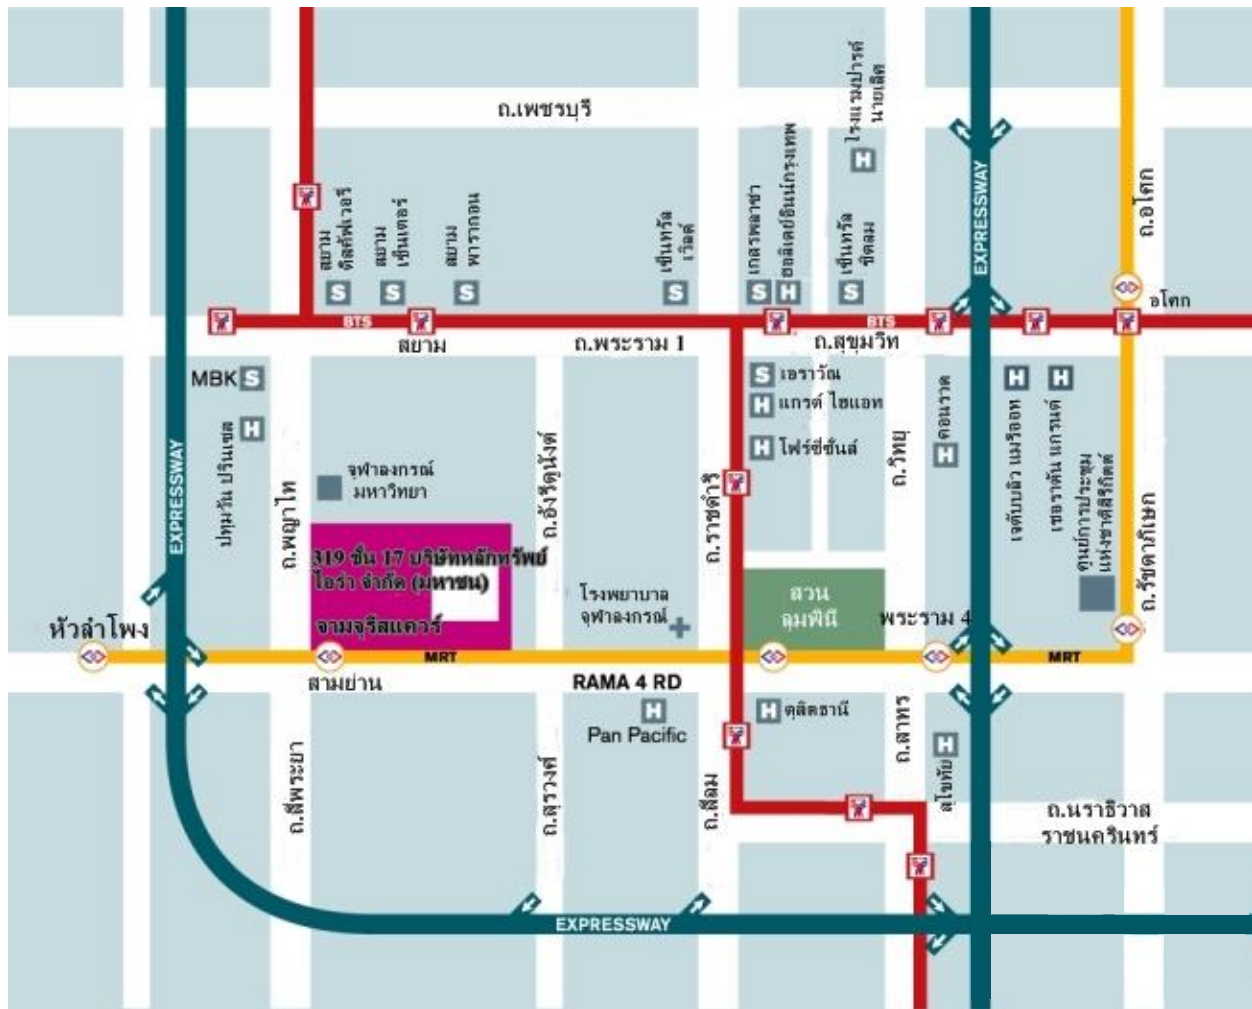 ถ.เพชรบุรี
โรงแรมปาร์ค
นายเลิศ
EXPRESSWAY
ถ.อโศก
สยาม
ดิสคัฟเวอรี
สยาม
เซ็นเตอร์
สยาม
พารากอน
เซ็นทรัล
เวิลด์
เกสรพลาซา
ฮอลิเดย์อินน์กรุงเทพ
เซ็นทรัล
ชิดลม
S
S
S
S
S
H
S
H
อโศก
BTS
BTS
สยาม
ถ.พระราม 1
ถ.สุขุมวิท
MBK S
S เอราวัณ
H แกรต์ ไฮแอท
H โฟร์ซีซั่นส์
H
ปทุมวัน ปรินเซส
ถ.พญาไท
EXPRESSWAY
จุฬาลงกรณ์
มหาวิทยา
ถ.อังรีดูนังต์
ถ.ราชดำริ
ถ.วิทยุ
คอนราด
H
H
เจดับบลิว แมริออท
H
เชอราตัน แกรนด์
ศูนย์การประชุม
แห่งชาติสิริกิตต์
ถ.รัชดาภิเษก
319 ชั้น 17 บริษัทหลักทรัพย์
ไอร่า จำกัด (มหาชน)
จามจุรีสแควร์
โรงพยาบาล
จุฬาลงกรณ์
สวน
ลุมพินี
พระราม 4
หัวลำโพง
MRT
MRT
สามย่าน
RAMA 4 RD
H
Pan Pacific
H ดุสิตธานี
ถ.สี่พระยา
ถ.สุรวงศ์
ถ.สีลม
ถ.สาทร
H
สุโขทัย
ถ.นราธิวาส
ราชนครินทร์
EXPRESSWAY